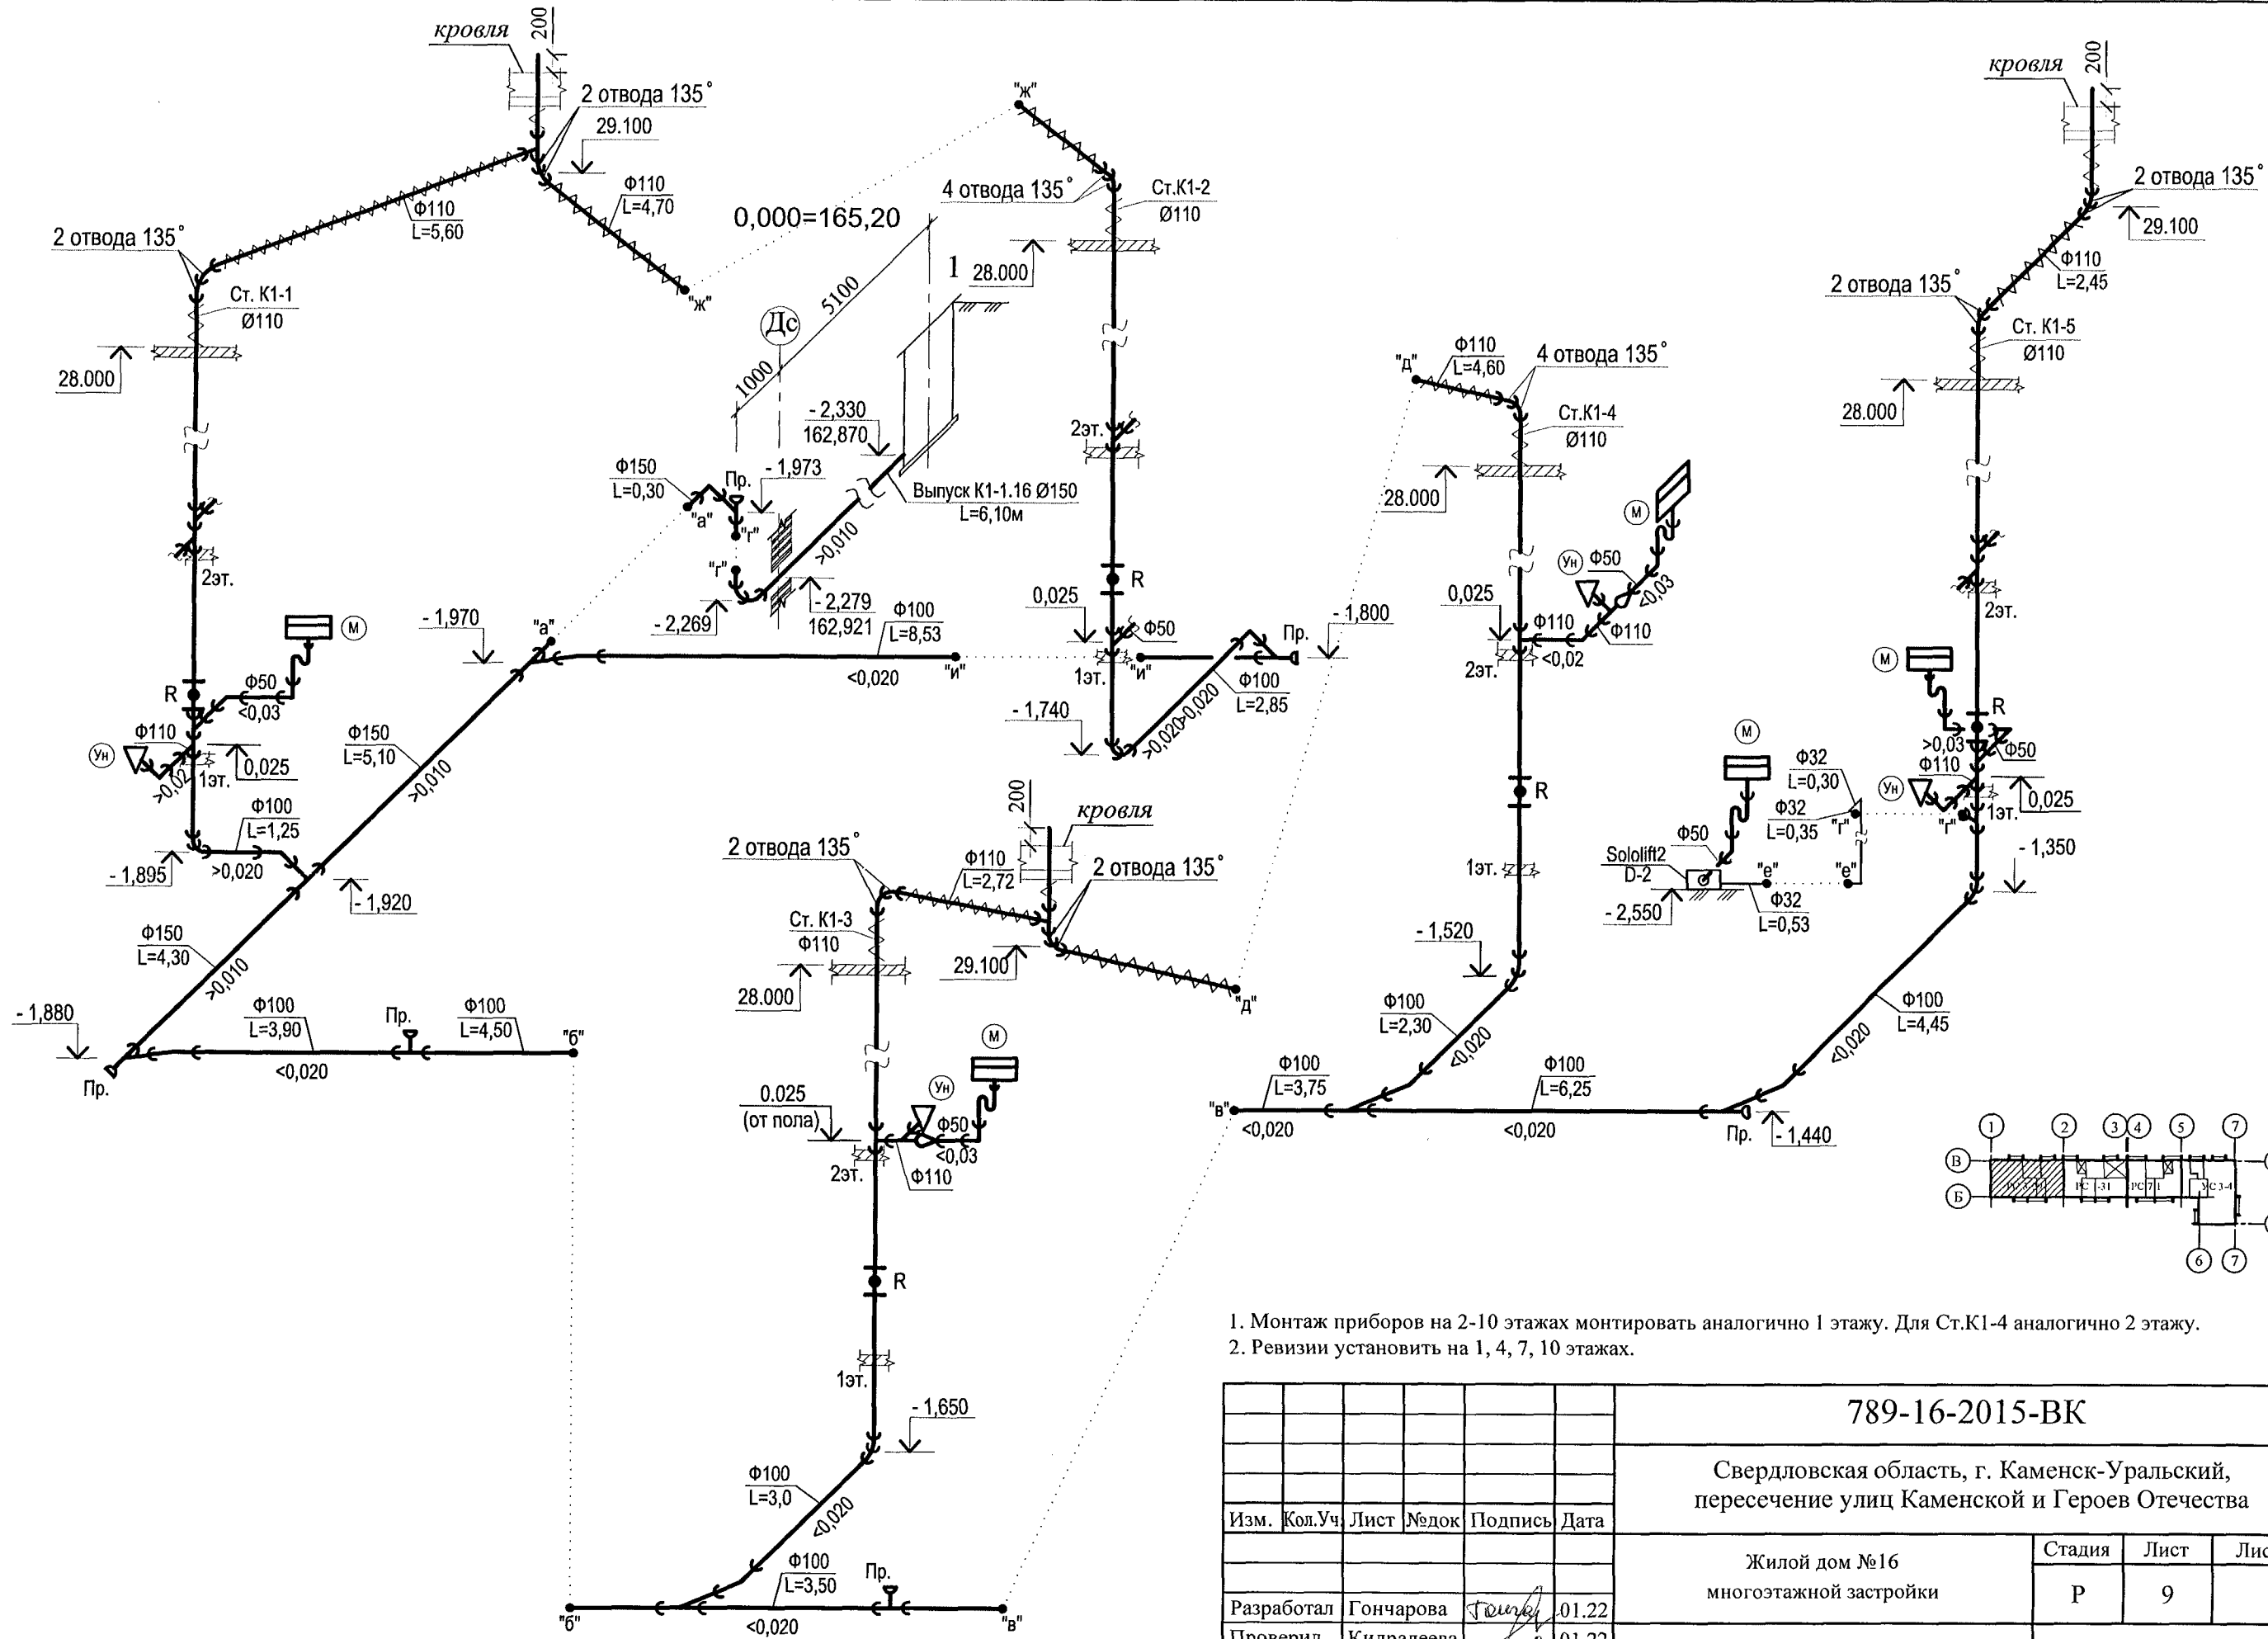 кровля
200
2 отвода 135°
29.100
Ф110
L=5,60
Ф110
L=4,70
2 отвода 135°
Ст. К1-1
Ø110
28.000
"ж"
"ж"
4 отвода 135°
Ст.К1-2
Ø110
0,000=165,20
28.000
1
5100
1000
Дс
- 2,330
162,870
Ф150
L=0,30
Пр.
- 1,973
"а"
"г"
"г"
Выпуск К1-1.16 Ø150
L=6,10м
>0,010
- 2,269
- 2,279
162,921
2эт.
R
0,025
Ф50
1эт.
Пр.
- 1,800
Ф100
L=8,53
<0,020
"и"
"и"
- 1,740
>0,020
>0,020
Ф100
L=2,85
2эт.
М
R
Ф50
<0,03
Ф110
Ун
>0,02
1эт.
0,025
Ф100
L=1,25
>0,020
- 1,895
- 1,970
"а"
Ф150
L=5,10
>0,010
- 1,920
Ф150
L=4,30
>0,010
- 1,880
Пр.
Ф100
L=3,90
Пр.
Ф100
L=4,50
<0,020
"б"
2 отвода 135°
Ф110
L=2,72
200
кровля
2 отвода 135°
Ст. К1-3
Ф110
28.000
29.100
"д"
М
Ун
0.025
(от пола)
Ф50
<0,03
2эт.
Ф110
R
1эт.
- 1,650
Ф100
L=3,0
<0,020
Ф100
L=3,50
Пр.
"б"
<0,020
"в"
"д"
Ф110
L=4,60
4 отвода 135°
Ст.К1-4
Ø110
28.000
М
Ун
Ф50
<0,03
0,025
Ф110
Ф110
<0,02
2эт.
R
1эт.
- 1,520
Ф100
L=2,30
<0,020
Ф100
L=3,75
"в"
<0,020
Ф100
L=6,25
<0,020
Пр.
- 1,440
кровля
200
2 отвода 135°
29.100
Ф110
L=2,45
2 отвода 135°
Ст. К1-5
Ø110
28.000
2эт.
М
R
>0,03
Ф50
Ф110
Ун
0,025
1эт.
"г"
- 1,350
М
Ф32
L=0,30
Ф32
L=0,35
"г"
Ф50
Sololift2
D-2
"е"
"е"
- 2,550
Ф32
L=0,53
Ф100
L=4,45
<0,020
1
2
3
4
5
7
В
Б
6
7
1. Монтаж приборов на 2-10 этажах монтировать аналогично 1 этажу. Для Ст.К1-4 аналогично 2 этажу.
2. Ревизии установить на 1, 4, 7, 10 этажах.
789-16-2015-ВК
Свердловская область, г. Каменск-Уральский,
пересечение улиц Каменской и Героев Отечества
Изм. Кол.Уч. Лист №док Подпись Дата
Жилой дом №16
многоэтажной застройки
Стадия Лист
Р 9
Разработал Гончарова 01.22